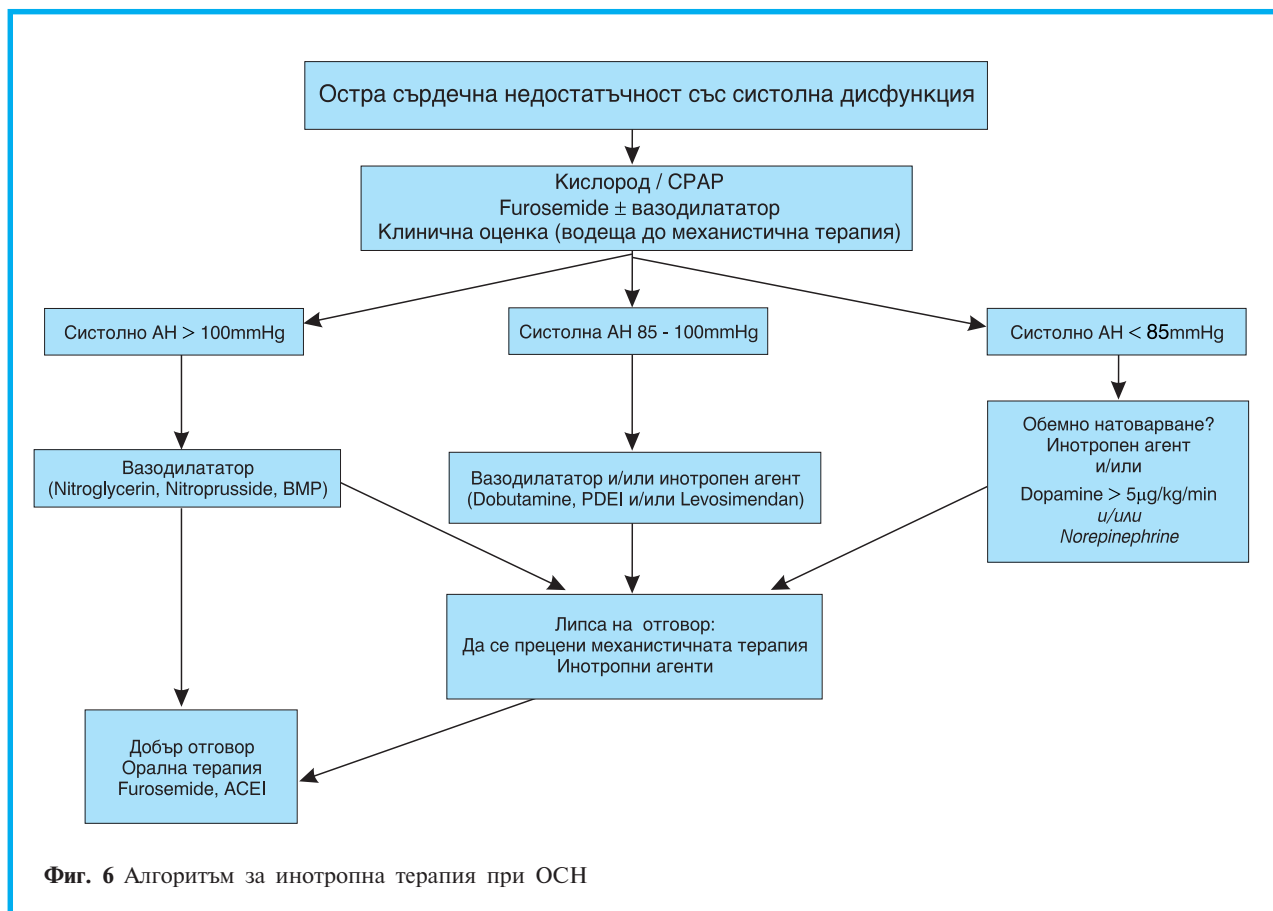 Остра сърдечна недостатъчност със систолна дисфункция
Кислород / CPAP
Furosemide ± вазодилататор
Клинична оценка (водеща до механистична терапия)
Систолно АН > 100mmHg
Систолна АН 85 - 100mmHg
Систолно АН < 85mmHg
Вазодилататор
(Nitroglycerin, Nitroprusside, BMP)
Вазодилататор и/или инотропен агент
(Dobutamine, PDEI и/или Levosimendan)
Обемно натоварване?
Инотропен агент
и/или
Dopamine > 5μg/kg/min
и/или
Norepinephrine
Липса на отговор:
Да се прецени механистичната терапия
Инотропни агенти
Добър отговор
Орална терапия
Furosemide, ACEI
Фиг. 6 Алгоритъм за инотропна терапия при ОСН